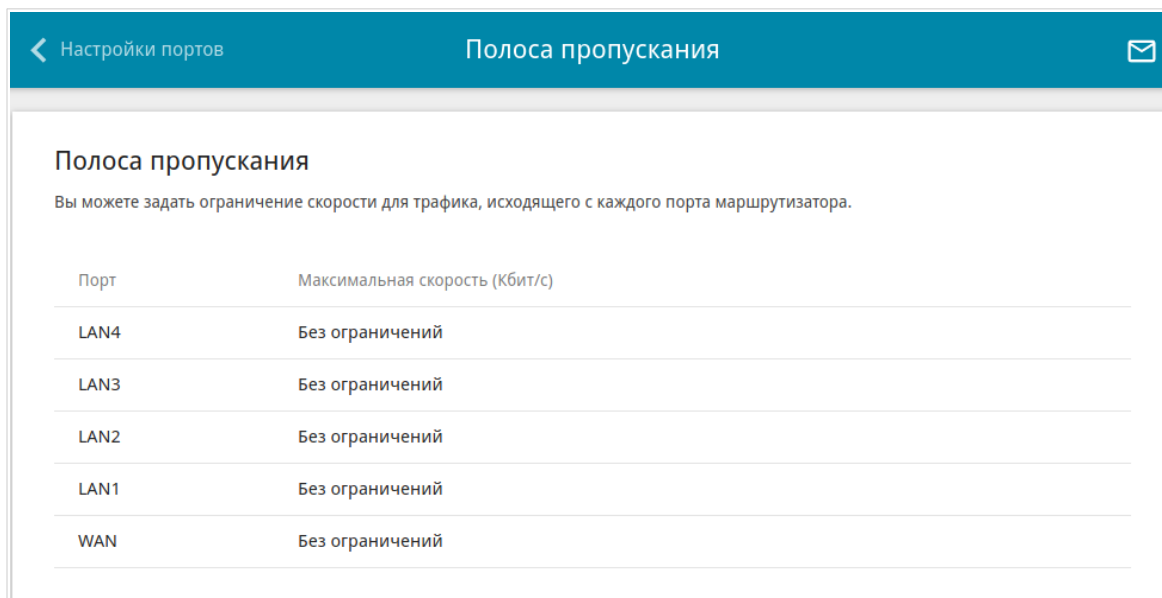 Настройки портов
Полоса пропускания
Полоса пропускания
Вы можете задать ограничение скорости для трафика, исходящего с каждого порта маршрутизатора.
Порт Максимальная скорость (Кбит/с)
LAN4 Без ограничений
LAN3 Без ограничений
LAN2 Без ограничений
LAN1 Без ограничений
WAN Без ограничений